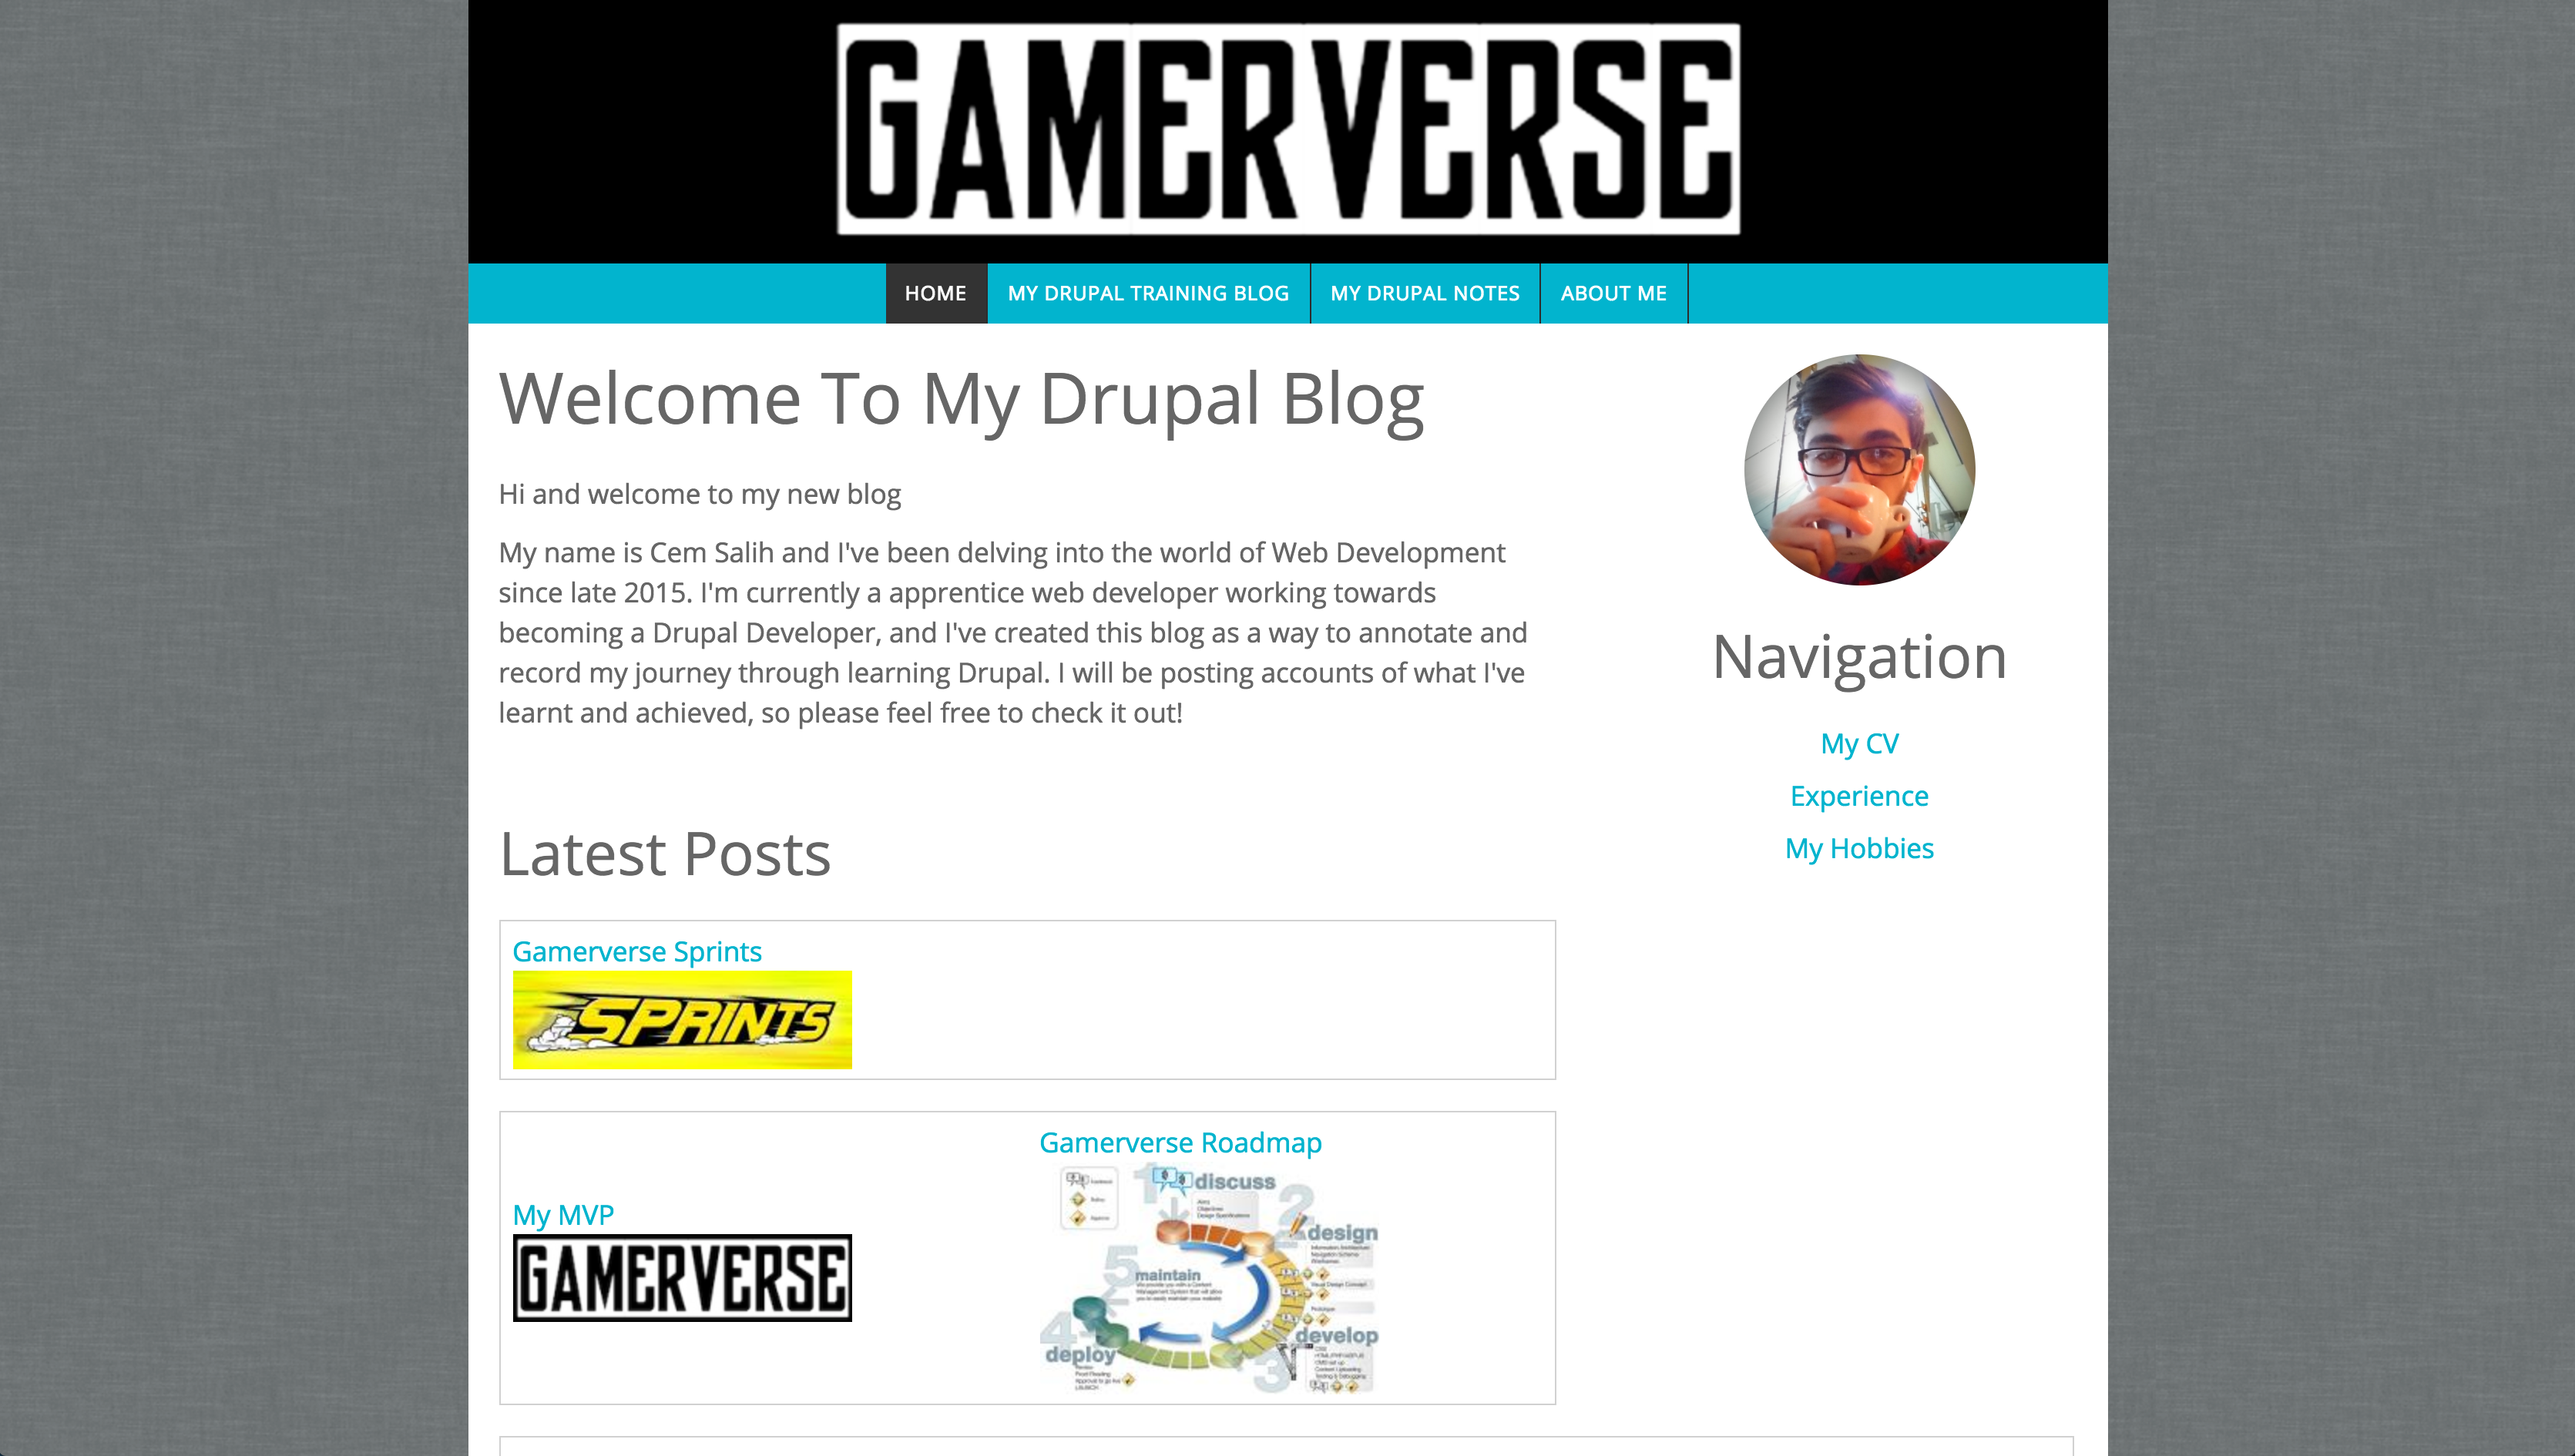 GAMERVERSE
HOME
MY DRUPAL TRAINING BLOG
MY DRUPAL NOTES
ABOUT ME
Welcome To My Drupal Blog
Hi and welcome to my new blog
My name is Cem Salih and I've been delving into the world of Web Development
since late 2015. I'm currently a apprentice web developer working towards
becoming a Drupal Developer, and I've created this blog as a way to annotate and
record my journey through learning Drupal. I will be posting accounts of what I've
learnt and achieved, so please feel free to check it out!
Navigation
My CV
Experience
My Hobbies
Latest Posts
Gamerverse Sprints
SPRINTS
My MVP
GAMERVERSE
Gamerverse Roadmap
1
discuss
2
design
5
maintain
4
deploy
3
develop